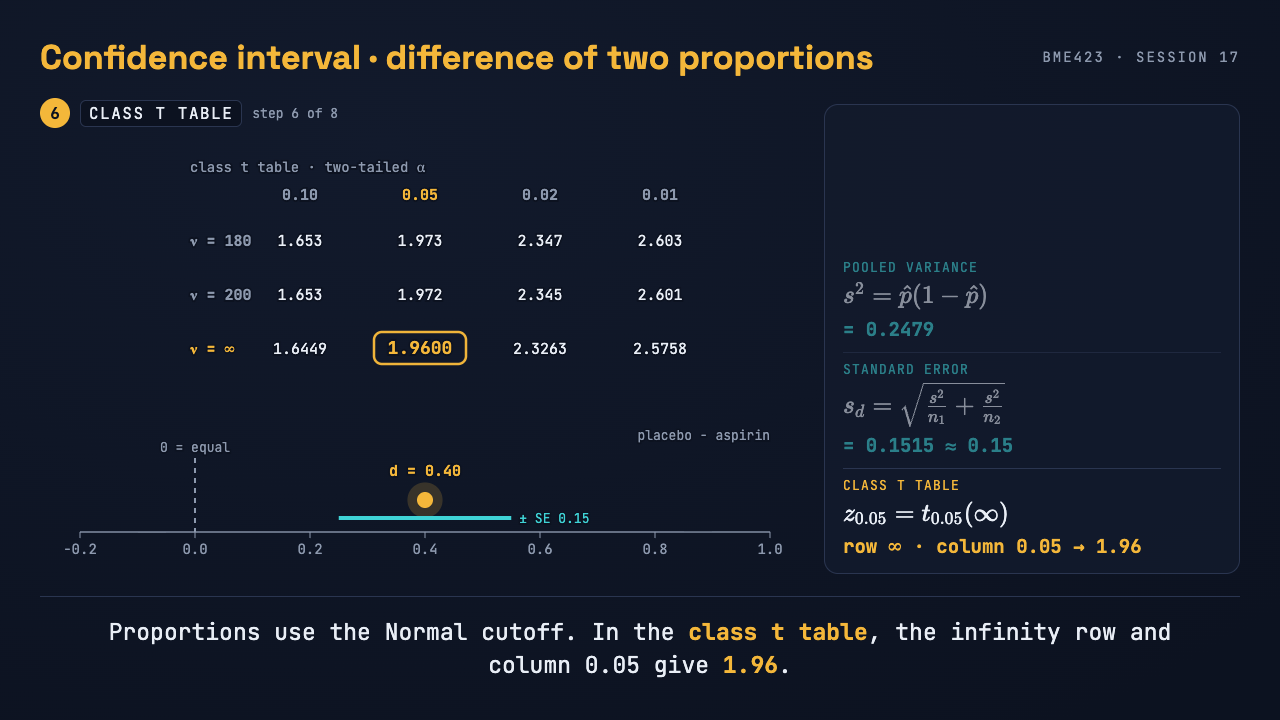 Confidence interval · difference of two proportions
BME423 · SESSION 17
6 CLASS T TABLE step 6 of 8
class t table · two-tailed α
0.10 0.05 0.02 0.01
ν = 180 1.653 1.973 2.347 2.603
ν = 200 1.653 1.972 2.345 2.601
ν = ∞ 1.6449 1.9600 2.3263 2.5758
placebo - aspirin
0 = equal
d = 0.40
± SE 0.15
-0.2 0.0 0.2 0.4 0.6 0.8 1.0
POOLED VARIANCE
s² = p̂(1 − p̂)
= 0.2479
STANDARD ERROR
s_d = √(s²/n₁ + s²/n₂)
= 0.1515 ≈ 0.15
CLASS T TABLE
z₀.₀₅ = t₀.₀₅(∞)
row ∞ · column 0.05 → 1.96
Proportions use the Normal cutoff. In the class t table, the infinity row and
column 0.05 give 1.96.